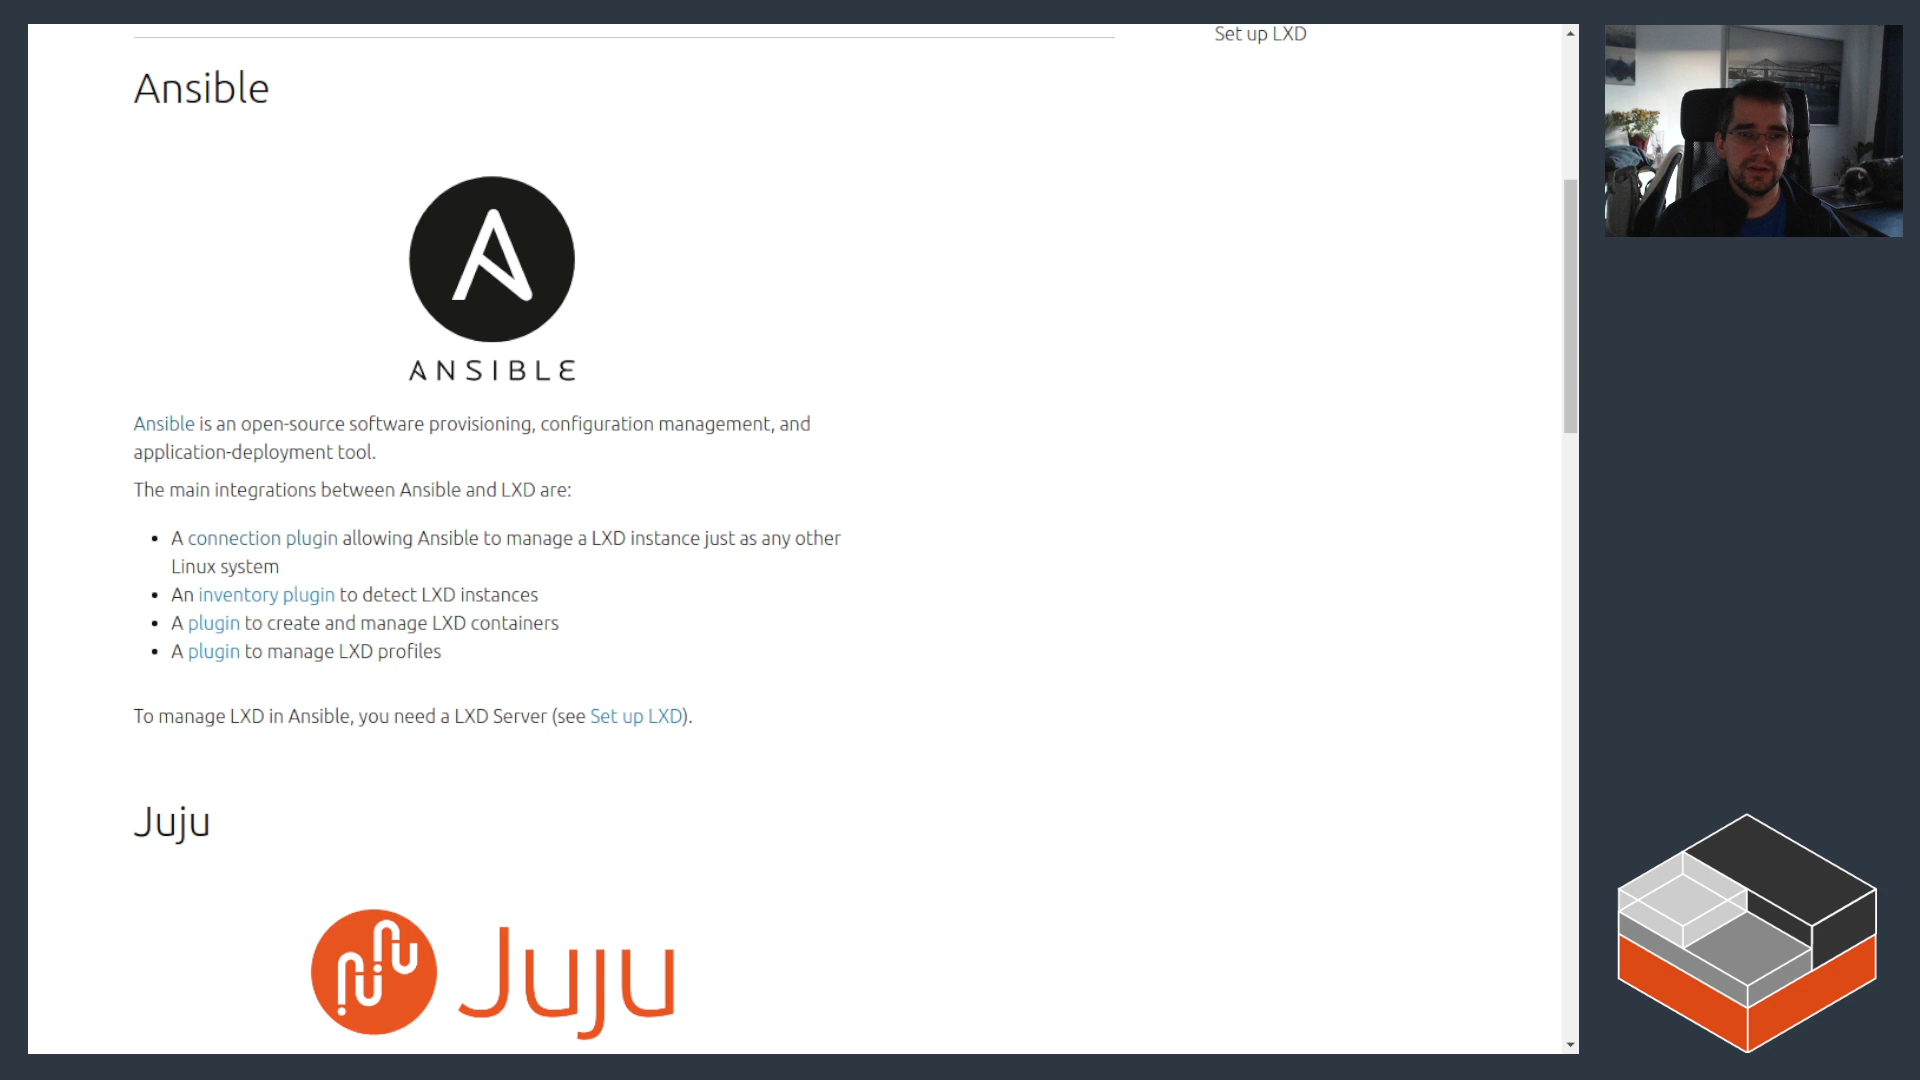 Set up LXD
Ansible
ANSIBLE
Ansible is an open-source software provisioning, configuration management, and
application-deployment tool.
The main integrations between Ansible and LXD are:
• A connection plugin allowing Ansible to manage a LXD instance just as any other
Linux system
• An inventory plugin to detect LXD instances
• A plugin to create and manage LXD containers
• A plugin to manage LXD profiles
To manage LXD in Ansible, you need a LXD Server (see Set up LXD).
Juju
Juju